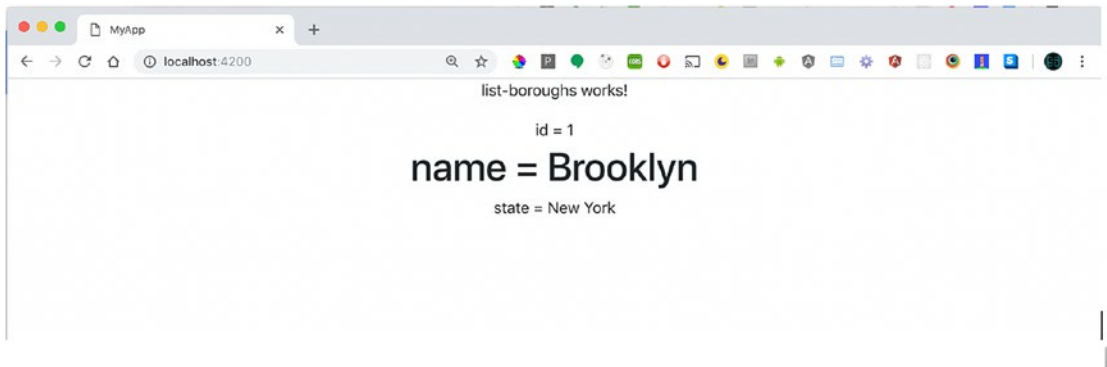 MyApp
localhost:4200
list-boroughs works!
id = 1
name = Brooklyn
state = New York